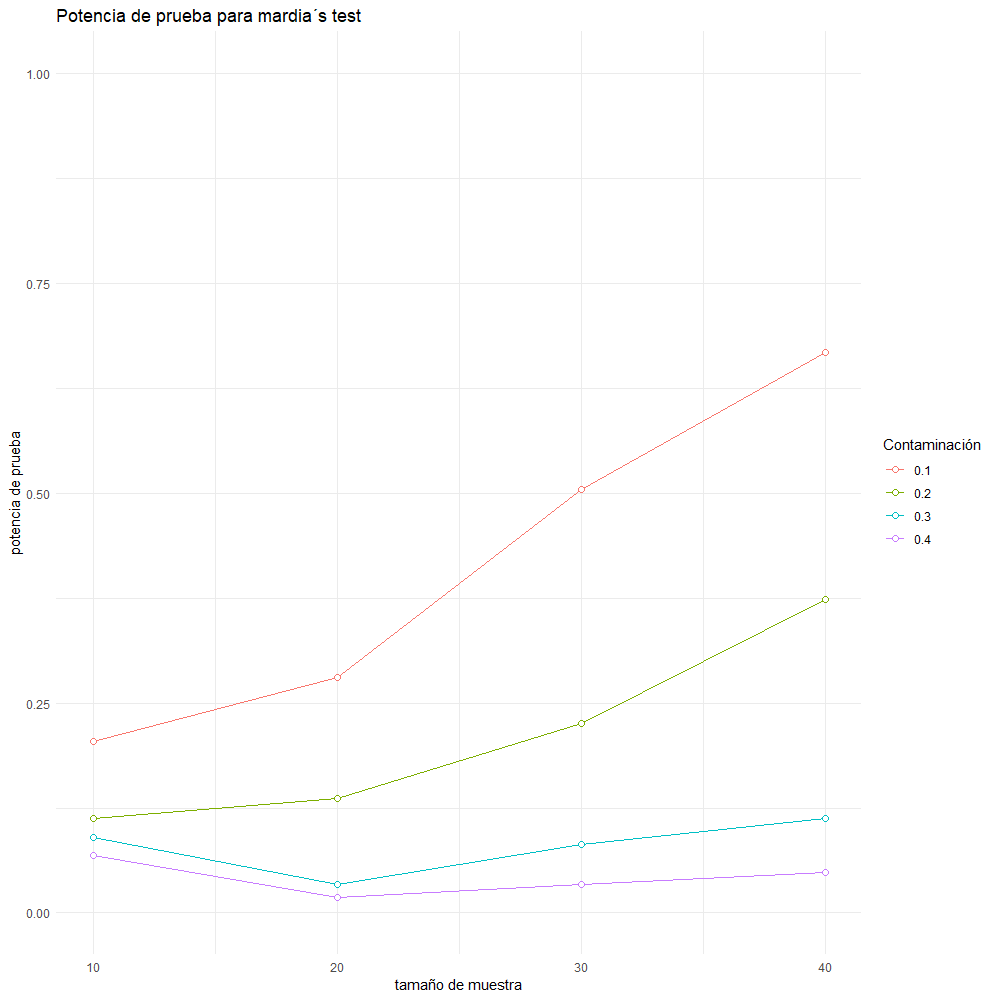 Potencia de prueba para mardia´s test
1.00
0.75
0.50
0.25
0.00
potencia de prueba
10 20 30 40
tamaño de muestra
Contaminación
0.1
0.2
0.3
0.4